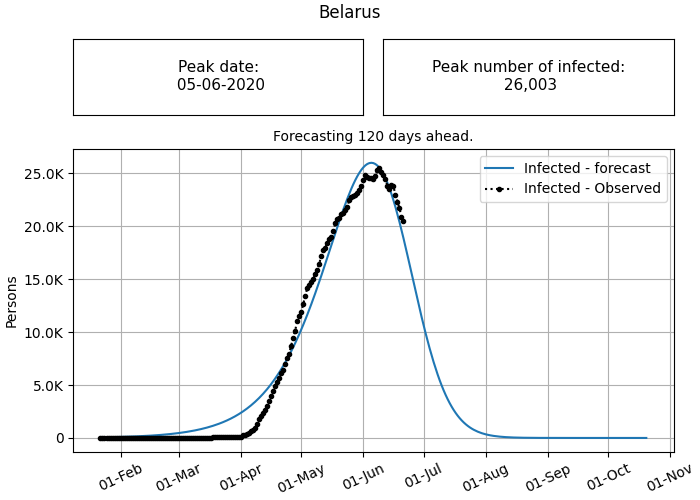 Belarus
Peak date:
05-06-2020
Peak number of infected:
26,003
Forecasting 120 days ahead.
Infected - forecast
Infected - Observed
25.0K
20.0K
15.0K
10.0K
5.0K
0
Persons
01-Feb
01-Mar
01-Apr
01-May
01-Jun
01-Jul
01-Aug
01-Sep
01-Oct
01-Nov